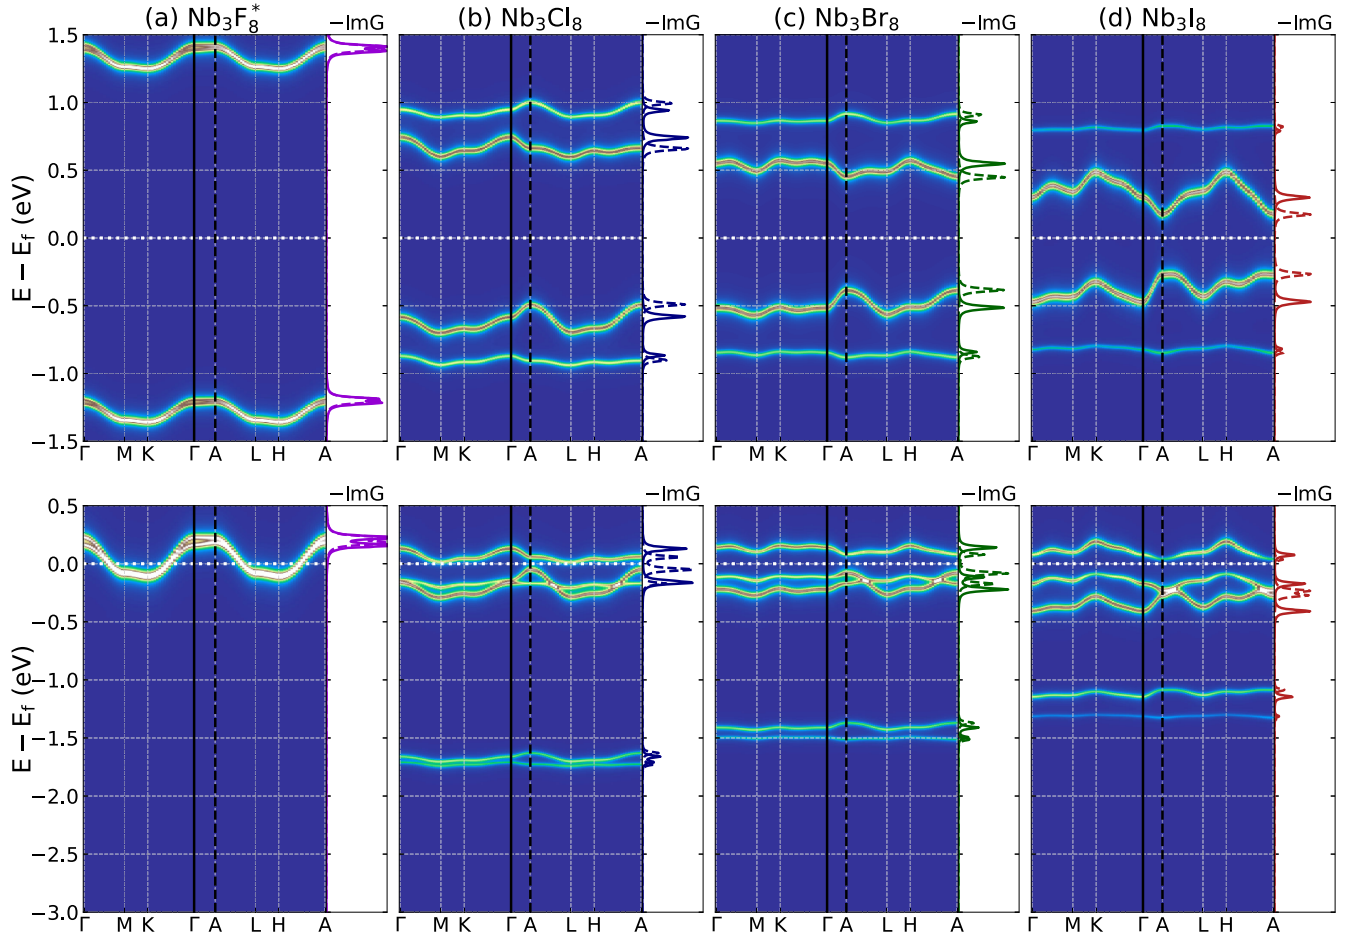 (a) Nb₃F₈* −ImG (b) Nb₃Cl₈ −ImG (c) Nb₃Br₈ −ImG (d) Nb₃I₈ −ImG
1.5
1.0
0.5
0.0
−0.5
−1.0
−1.5
E − E_f (eV)
Γ M K Γ A L H A Γ M K Γ A L H A Γ M K Γ A L H A Γ M K Γ A L H A
−ImG −ImG −ImG −ImG
0.5
0.0
−0.5
−1.0
−1.5
−2.0
−2.5
−3.0
E − E_f (eV)
Γ M K Γ A L H A Γ M K Γ A L H A Γ M K Γ A L H A Γ M K Γ A L H A